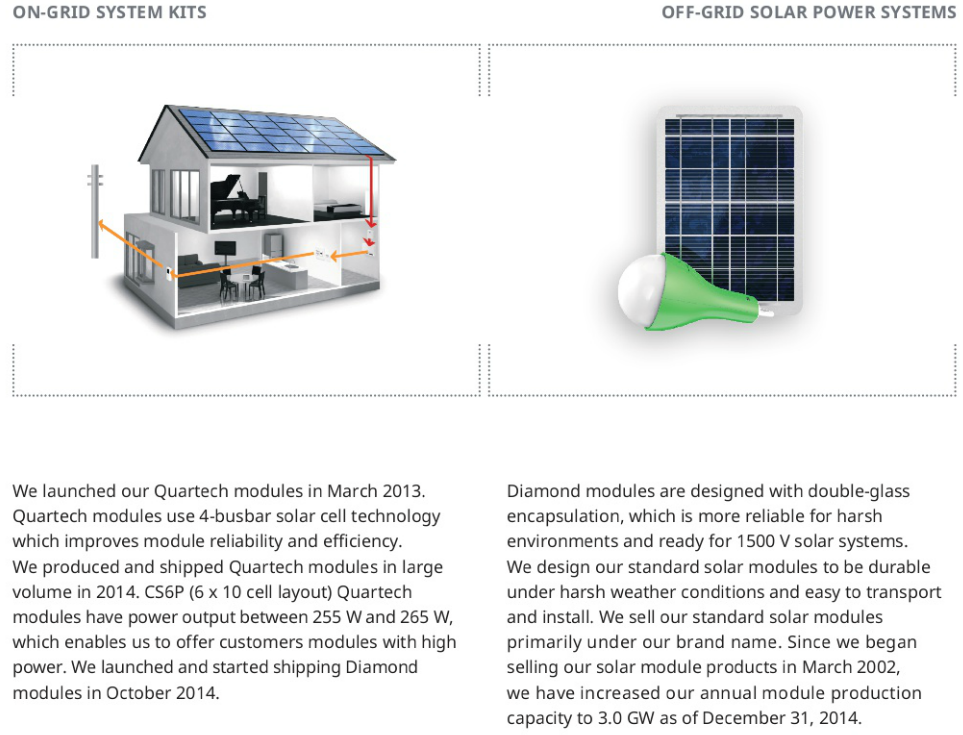 ON-GRID SYSTEM KITS
OFF-GRID SOLAR POWER SYSTEMS
We launched our Quartech modules in March 2013.
Quartech modules use 4-busbar solar cell technology
which improves module reliability and efficiency.
We produced and shipped Quartech modules in large
volume in 2014. CS6P (6 x 10 cell layout) Quartech
modules have power output between 255 W and 265 W,
which enables us to offer customers modules with high
power. We launched and started shipping Diamond
modules in October 2014.
Diamond modules are designed with double-glass
encapsulation, which is more reliable for harsh
environments and ready for 1500 V solar systems.
We design our standard solar modules to be durable
under harsh weather conditions and easy to transport
and install. We sell our standard solar modules
primarily under our brand name. Since we began
selling our solar module products in March 2002,
we have increased our annual module production
capacity to 3.0 GW as of December 31, 2014.